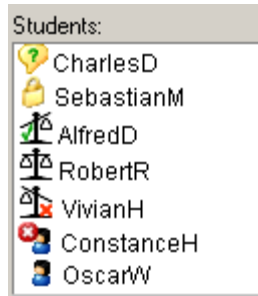 Students:
CharlesD
SebastianM
AlfredD
RobertR
VivianH
ConstanceH
OscarW